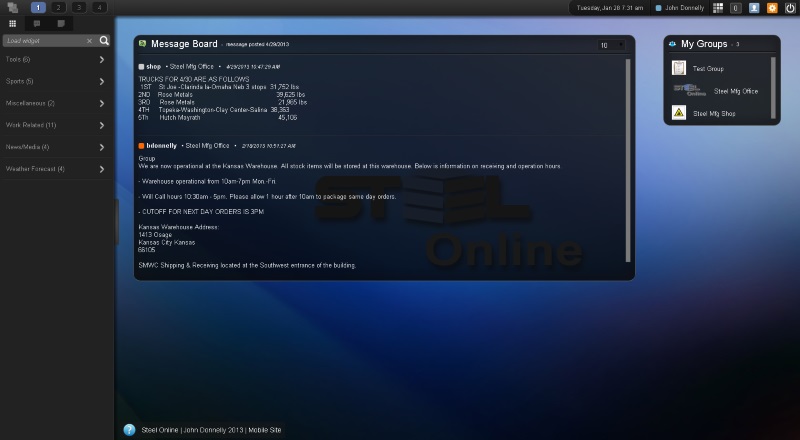 1 2 3 4
Tuesday, Jan 28 7:31 am
John Donnelly
0
Load widget
Tools (6)
Sports (5)
Miscellaneous (2)
Work Related (11)
News/Media (4)
Weather Forecast (4)
Message Board - message posted 4/29/2013
10
shop • Steel Mfg Office • 4/29/2013 10:47:29 AM
TRUCKS FOR 4/30 ARE AS FOLLOWS
1ST St Joe -Clarinda Ia-Omaha Neb 3 stops 31,752 lbs
2ND Rose Metals 39,625 lbs
3RD Rose Metals 21,965 lbs
4TH Topeka-Washington-Clay Center-Salina 38,353
5Th Hutch Mayrath 45,106
bdonnelly • Steel Mfg Office • 2/18/2013 10:51:27 AM
Group
We are now operational at the Kansas Warehouse. All stock items will be stored at this warehouse. Below is information on receiving and operation hours.
- Warehouse operational from 10am-7pm Mon.-Fri.
- Will Call hours 10:30am - 5pm. Please allow 1 hour after 10am to package same day orders.
- CUTOFF FOR NEXT DAY ORDERS IS 3PM
Kansas Warehouse Address:
1413 Osage
Kansas City Kansas
66105
SMWC Shipping & Receiving located at the Southwest entrance of the building.
STEEL
Online
My Groups - 3
Test Group
Steel Mfg Office
Steel Mfg Shop
Steel Online | John Donnelly 2013 | Mobile Site